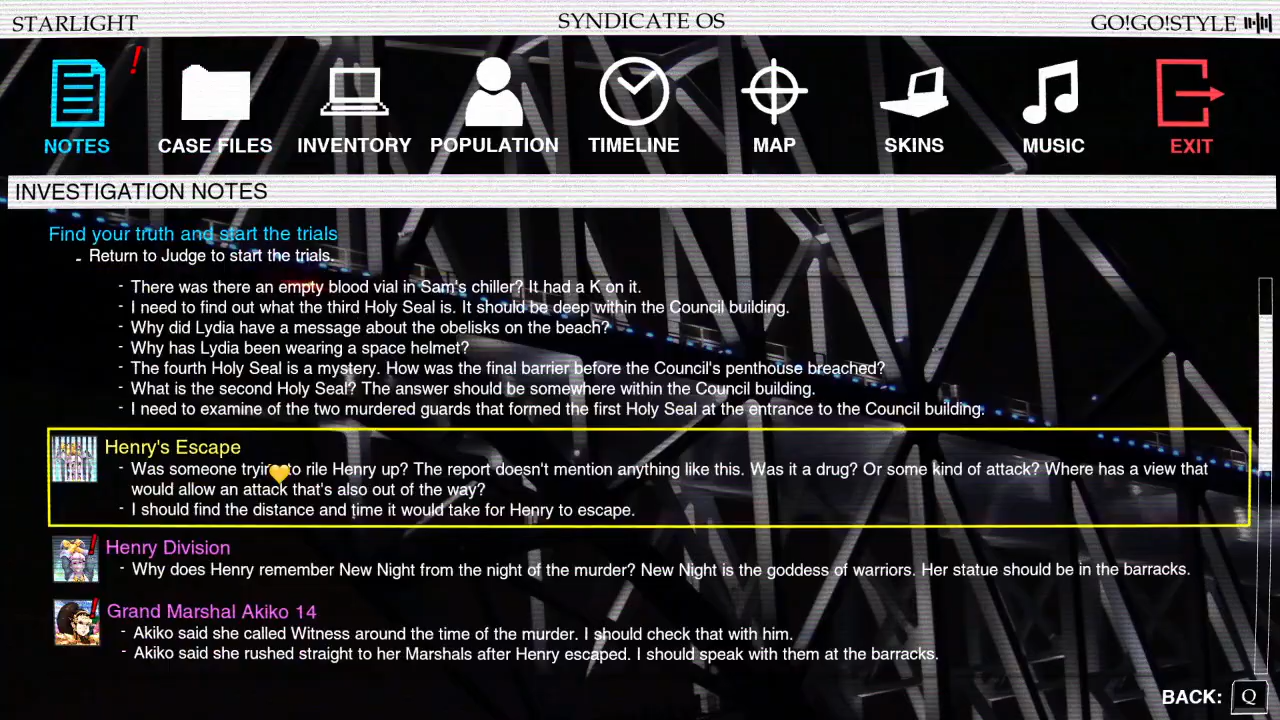 STARLIGHT
SYNDICATE OS
GO!GO!STYLE
!
NOTES
CASE FILES
INVENTORY
POPULATION
TIMELINE
MAP
SKINS
MUSIC
EXIT
INVESTIGATION NOTES
Find your truth and start the trials
- Return to Judge to start the trials.
- There was there an empty blood vial in Sam's chiller? It had a K on it.
- I need to find out what the third Holy Seal is. It should be deep within the Council building.
- Why did Lydia have a message about the obelisks on the beach?
- Why has Lydia been wearing a space helmet?
- The fourth Holy Seal is a mystery. How was the final barrier before the Council's penthouse breached?
- What is the second Holy Seal? The answer should be somewhere within the Council building.
- I need to examine of the two murdered guards that formed the first Holy Seal at the entrance to the Council building.
Henry's Escape
- Was someone trying to rile Henry up? The report doesn't mention anything like this. Was it a drug? Or some kind of attack? Where has a view that
would allow an attack that's also out of the way?
- I should find the distance and time it would take for Henry to escape.
Henry Division
- Why does Henry remember New Night from the night of the murder? New Night is the goddess of warriors. Her statue should be in the barracks.
Grand Marshal Akiko 14
- Akiko said she called Witness around the time of the murder. I should check that with him.
- Akiko said she rushed straight to her Marshals after Henry escaped. I should speak with them at the barracks.
BACK: Q